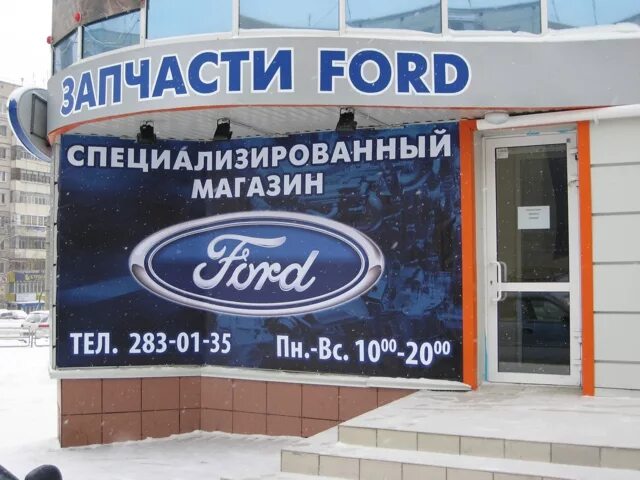 ЗАПЧАСТИ FORD
СПЕЦИАЛИЗИРОВАННЫЙ
МАГАЗИН
Ford
ТЕЛ. 283-01-35 Пн.-Вс. 10⁰⁰-20⁰⁰